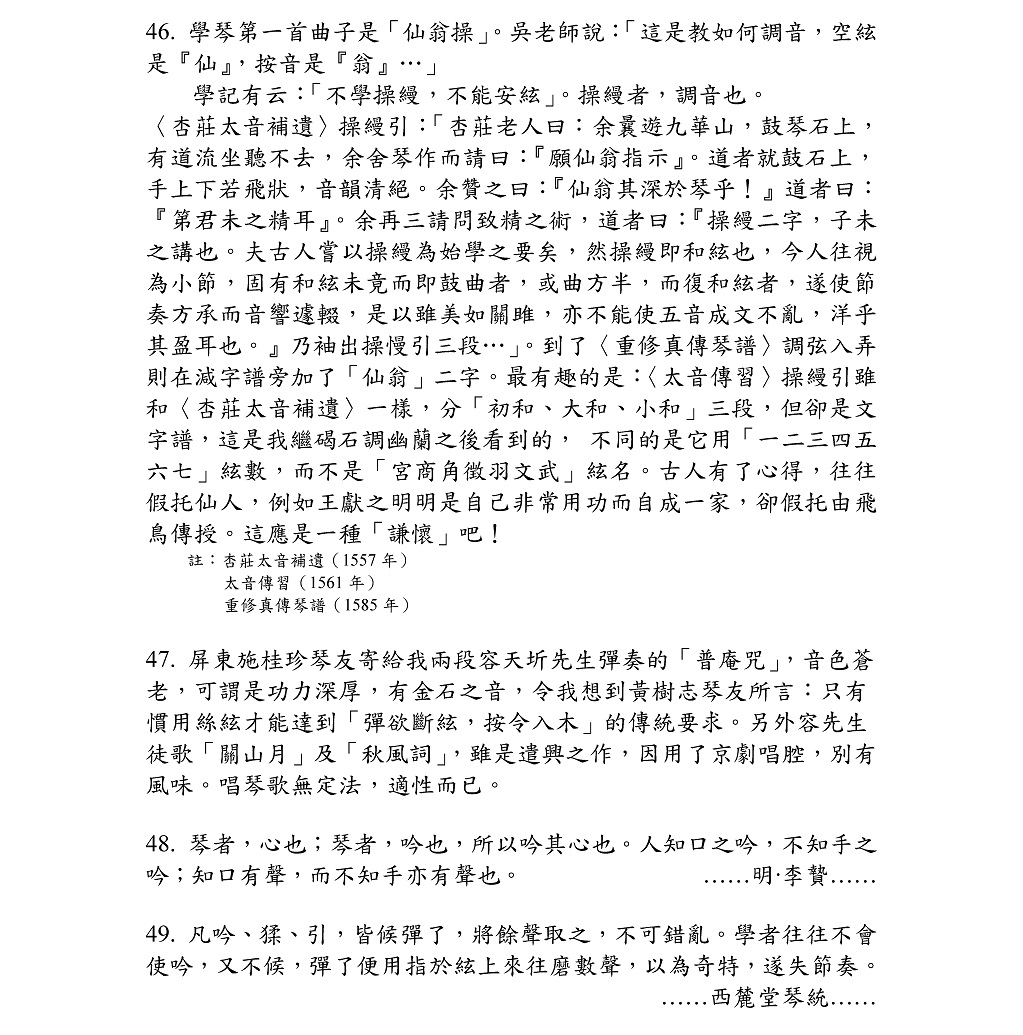 46. 學琴第一首曲子是「仙翁操」。吳老師說：「這是教如何調音，空絃
是『仙』，按音是『翁』…」
學記有云：「不學操縵，不能安絃」。操縵者，調音也。
〈杏莊太音補遺〉操縵引：「杏莊老人曰：余曩遊九華山，鼓琴石上，
有道流坐聽不去，余舍琴作而請曰：『願仙翁指示』。道者就鼓石上，
手上下若飛狀，音韻清絕。余贊之曰：『仙翁其深於琴乎！』道者曰：
『第君未之精耳』。余再三請問致精之術，道者曰：『操縵二字，子未
之講也。夫古人嘗以操縵為始學之要矣，然操縵即和絃也，今人往視
為小節，固有和絃未竟而即鼓曲者，或曲方半，而復和絃者，遂使節
奏方承而音響遽輟，是以雖美如關雎，亦不能使五音成文不亂，洋乎
其盈耳也。』乃袖出操慢引三段…」。到了〈重修真傳琴譜〉調弦入弄
則在減字譜旁加了「仙翁」二字。最有趣的是：〈太音傳習〉操縵引雖
和〈杏莊太音補遺〉一樣，分「初和、大和、小和」三段，但卻是文
字譜，這是我繼碣石調幽蘭之後看到的， 不同的是它用「一二三四五
六七」絃數，而不是「宮商角徵羽文武」絃名。古人有了心得，往往
假托仙人，例如王獻之明明是自己非常用功而自成一家，卻假托由飛
鳥傳授。這應是一種「謙懷」吧！
註：杏莊太音補遺（1557 年）
太音傳習（1561 年）
重修真傳琴譜（1585 年）
47. 屏東施桂珍琴友寄給我兩段容天圻先生彈奏的「普庵咒」，音色蒼
老，可謂是功力深厚，有金石之音，令我想到黃樹志琴友所言：只有
慣用絲絃才能達到「彈欲斷絃，按令入木」的傳統要求。另外容先生
徒歌「關山月」及「秋風詞」，雖是遣興之作，因用了京劇唱腔，別有
風味。唱琴歌無定法，適性而已。
48. 琴者，心也；琴者，吟也，所以吟其心也。人知口之吟，不知手之
吟；知口有聲，而不知手亦有聲也。 ……明·李贄……
49. 凡吟、猱、引，皆候彈了，將餘聲取之，不可錯亂。學者往往不會
使吟，又不候，彈了便用指於絃上來往磨數聲，以為奇特，遂失節奏。
……西麓堂琴統……